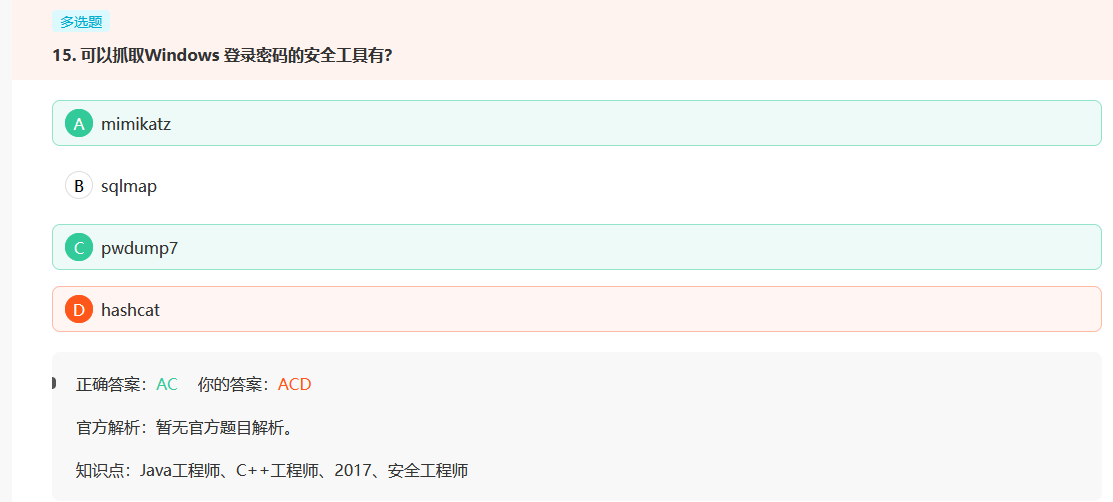 多选题
15. 可以抓取Windows 登录密码的安全工具有?
A mimikatz
B sqlmap
C pwdump7
D hashcat
正确答案：AC 你的答案：ACD
官方解析：暂无官方题目解析。
知识点：Java工程师、C++工程师、2017、安全工程师